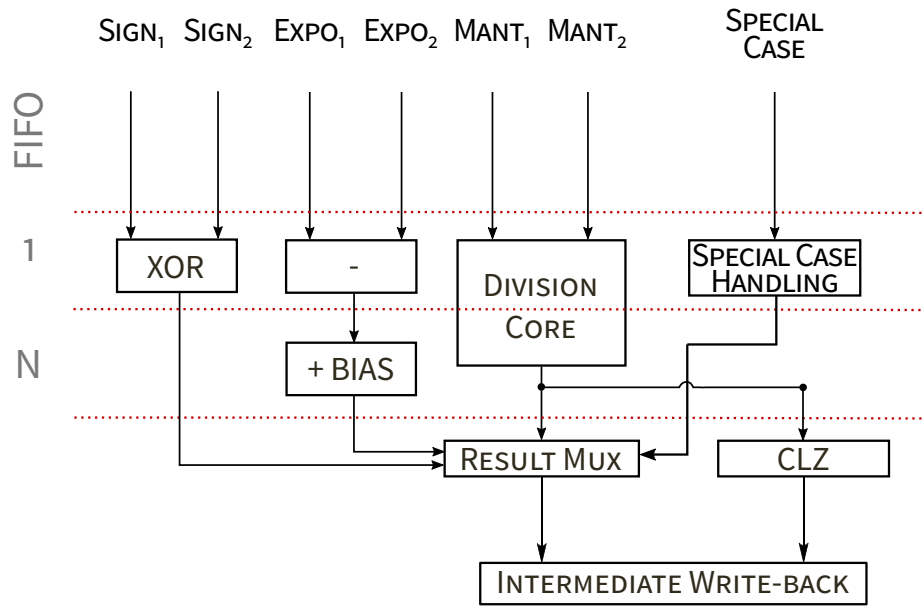 SIGN₁ SIGN₂ EXPO₁ EXPO₂ MANT₁ MANT₂ SPECIAL
CASE
FIFO
1
XOR
-
DIVISION
CORE
SPECIAL CASE
HANDLING
N
+ BIAS
RESULT MUX
CLZ
INTERMEDIATE WRITE-BACK